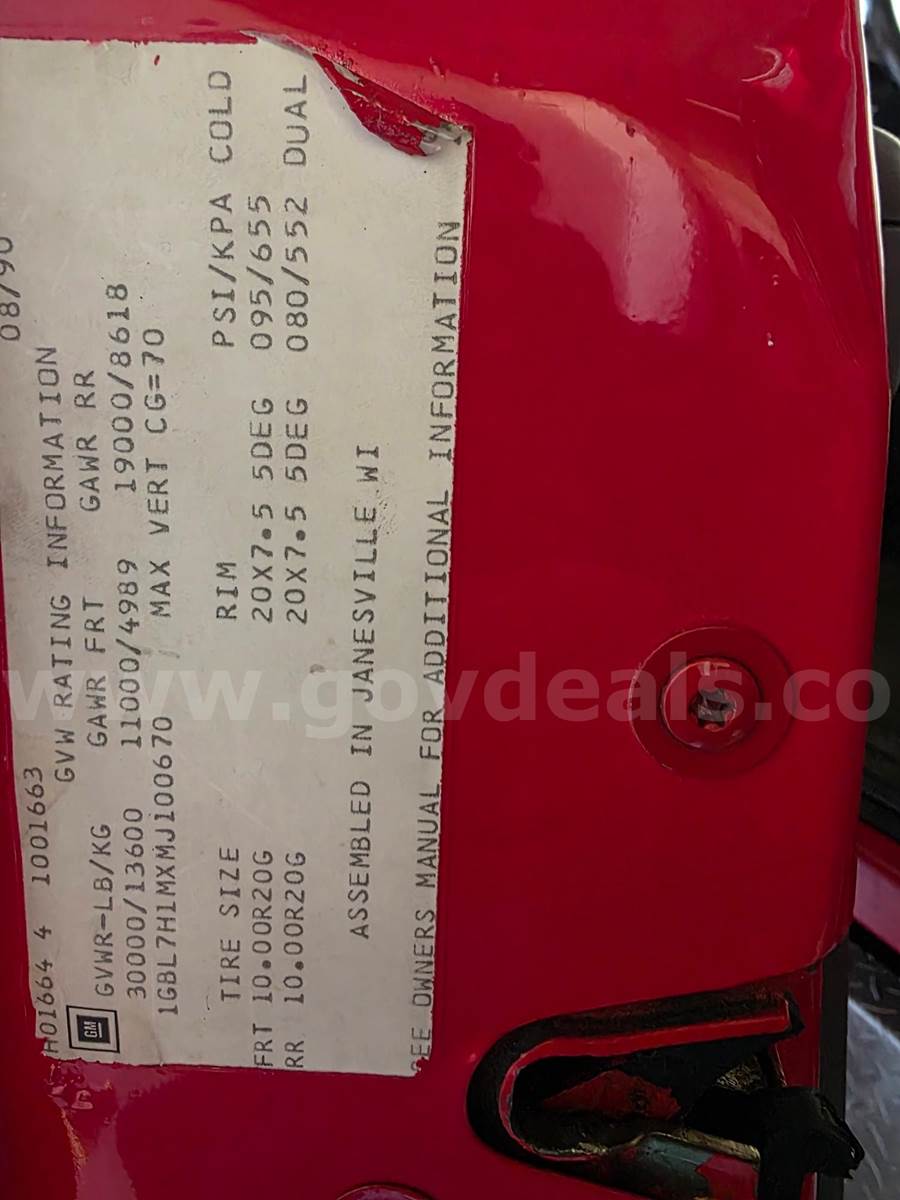 08/90
H01664 4 1001663
GVW RATING INFORMATION
GM
GVWR-LB/KG GAWR FRT GAWR RR
30000/13600 11000/4989 19000/8618
1GBL7H1MXMJ100670 MAX VERT CG=70
TIRE SIZE RIM PSI/KPA COLD
FRT 10.00R20G 20X7.5 5DEG 095/655
RR 10.00R20G 20X7.5 5DEG 080/552 DUAL
ASSEMBLED IN JANESVILLE WI
SEE OWNERS MANUAL FOR ADDITIONAL INFORMATION
www.govdeals.co